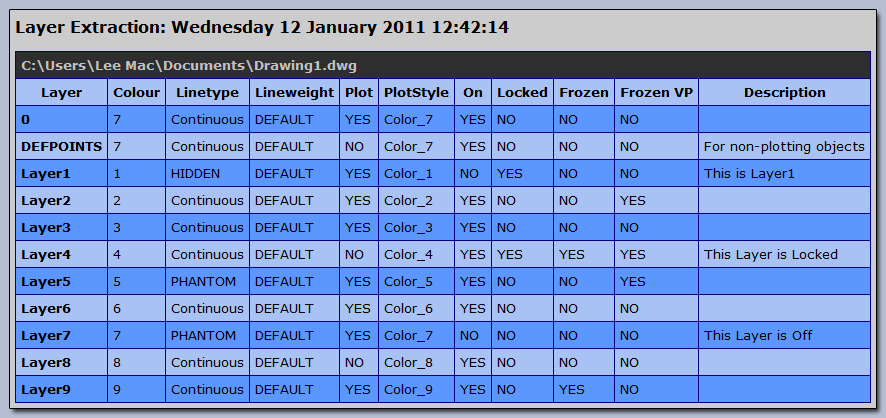 Layer Extraction: Wednesday 12 January 2011 12:42:14
C:\Users\Lee Mac\Documents\Drawing1.dwg
Layer Colour Linetype Lineweight Plot PlotStyle On Locked Frozen Frozen VP Description
0 7 Continuous DEFAULT YES Color_7 YES NO NO NO
DEFPOINTS 7 Continuous DEFAULT NO Color_7 YES NO NO NO For non-plotting objects
Layer1 1 HIDDEN DEFAULT YES Color_1 NO YES NO NO This is Layer1
Layer2 2 Continuous DEFAULT YES Color_2 YES NO NO YES
Layer3 3 Continuous DEFAULT YES Color_3 YES NO NO NO
Layer4 4 Continuous DEFAULT NO Color_4 YES YES YES YES This Layer is Locked
Layer5 5 PHANTOM DEFAULT YES Color_5 YES NO NO YES
Layer6 6 Continuous DEFAULT YES Color_6 YES NO NO NO
Layer7 7 PHANTOM DEFAULT YES Color_7 NO NO NO NO This Layer is Off
Layer8 8 Continuous DEFAULT NO Color_8 YES NO NO NO
Layer9 9 Continuous DEFAULT YES Color_9 YES NO YES NO